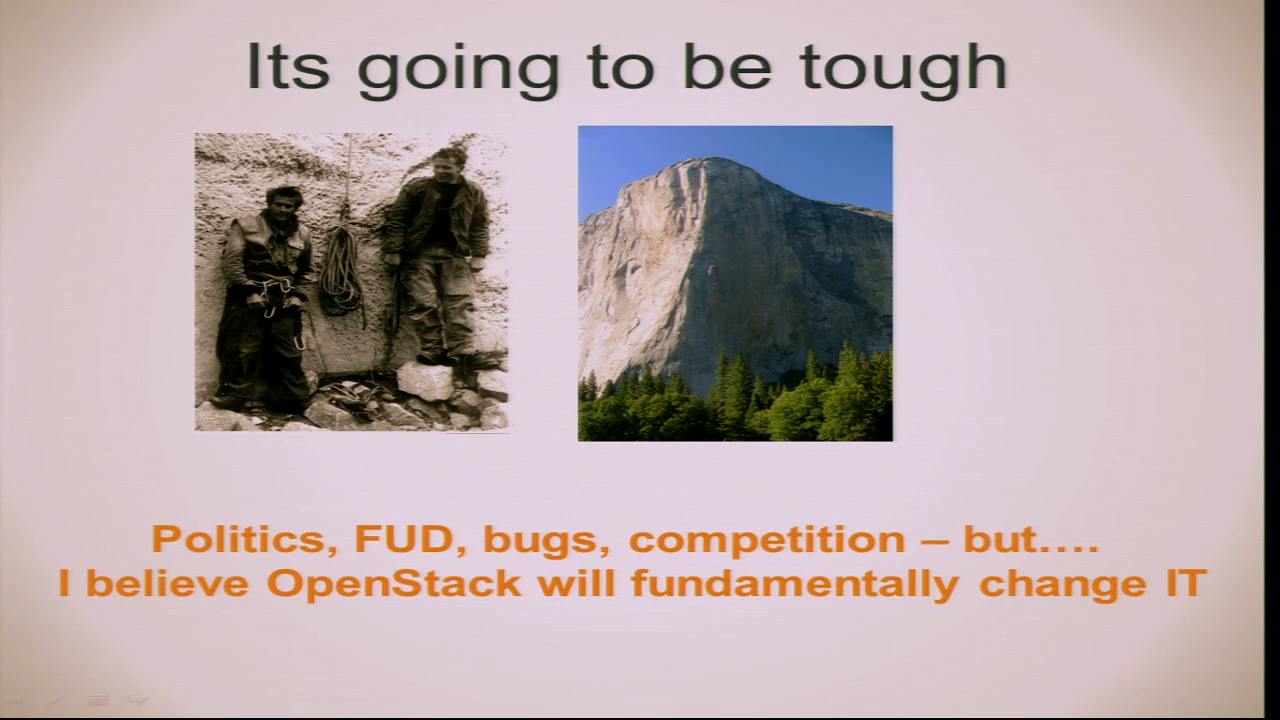 Its going to be tough
Politics, FUD, bugs, competition – but….
I believe OpenStack will fundamentally change IT